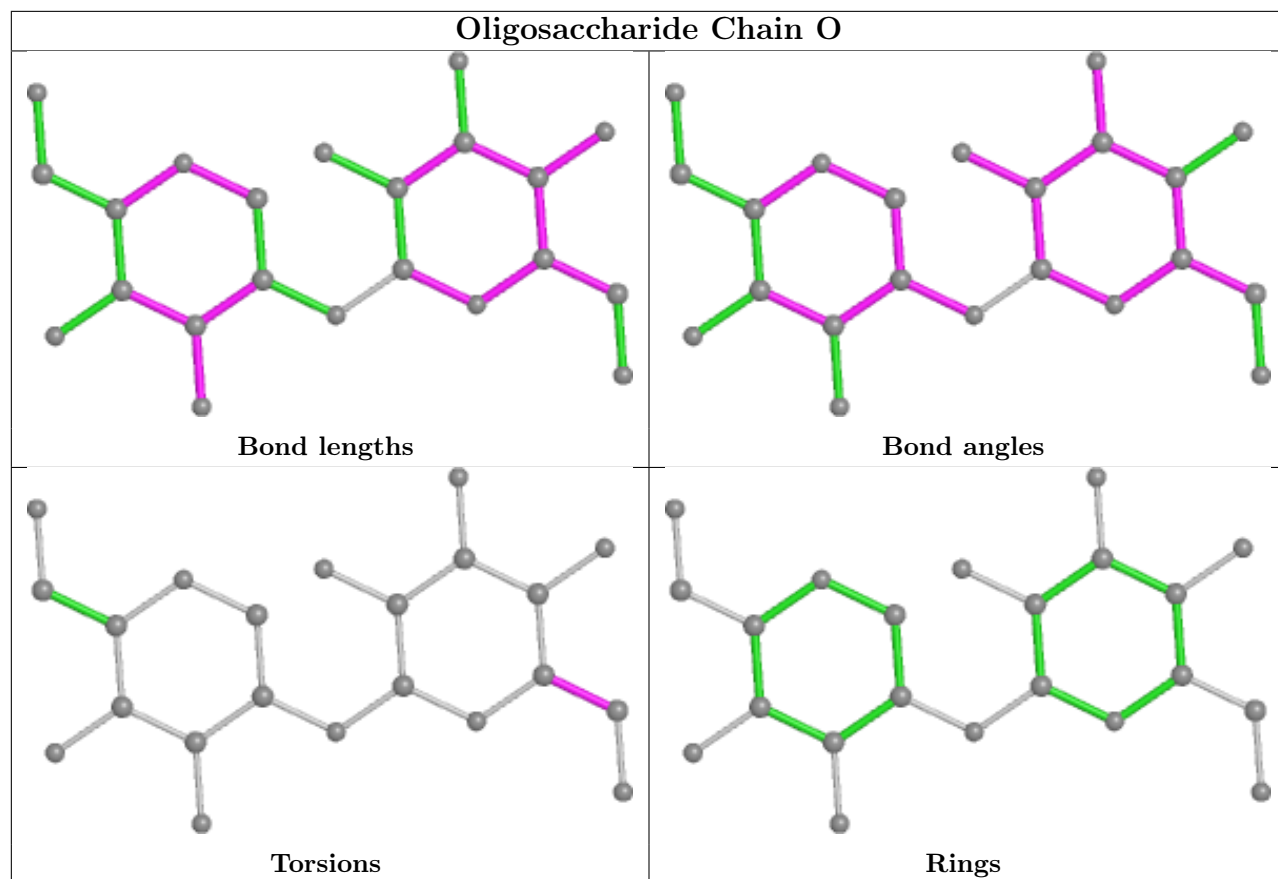 Oligosaccharide Chain O
Bond lengths
Bond angles
Torsions
Rings